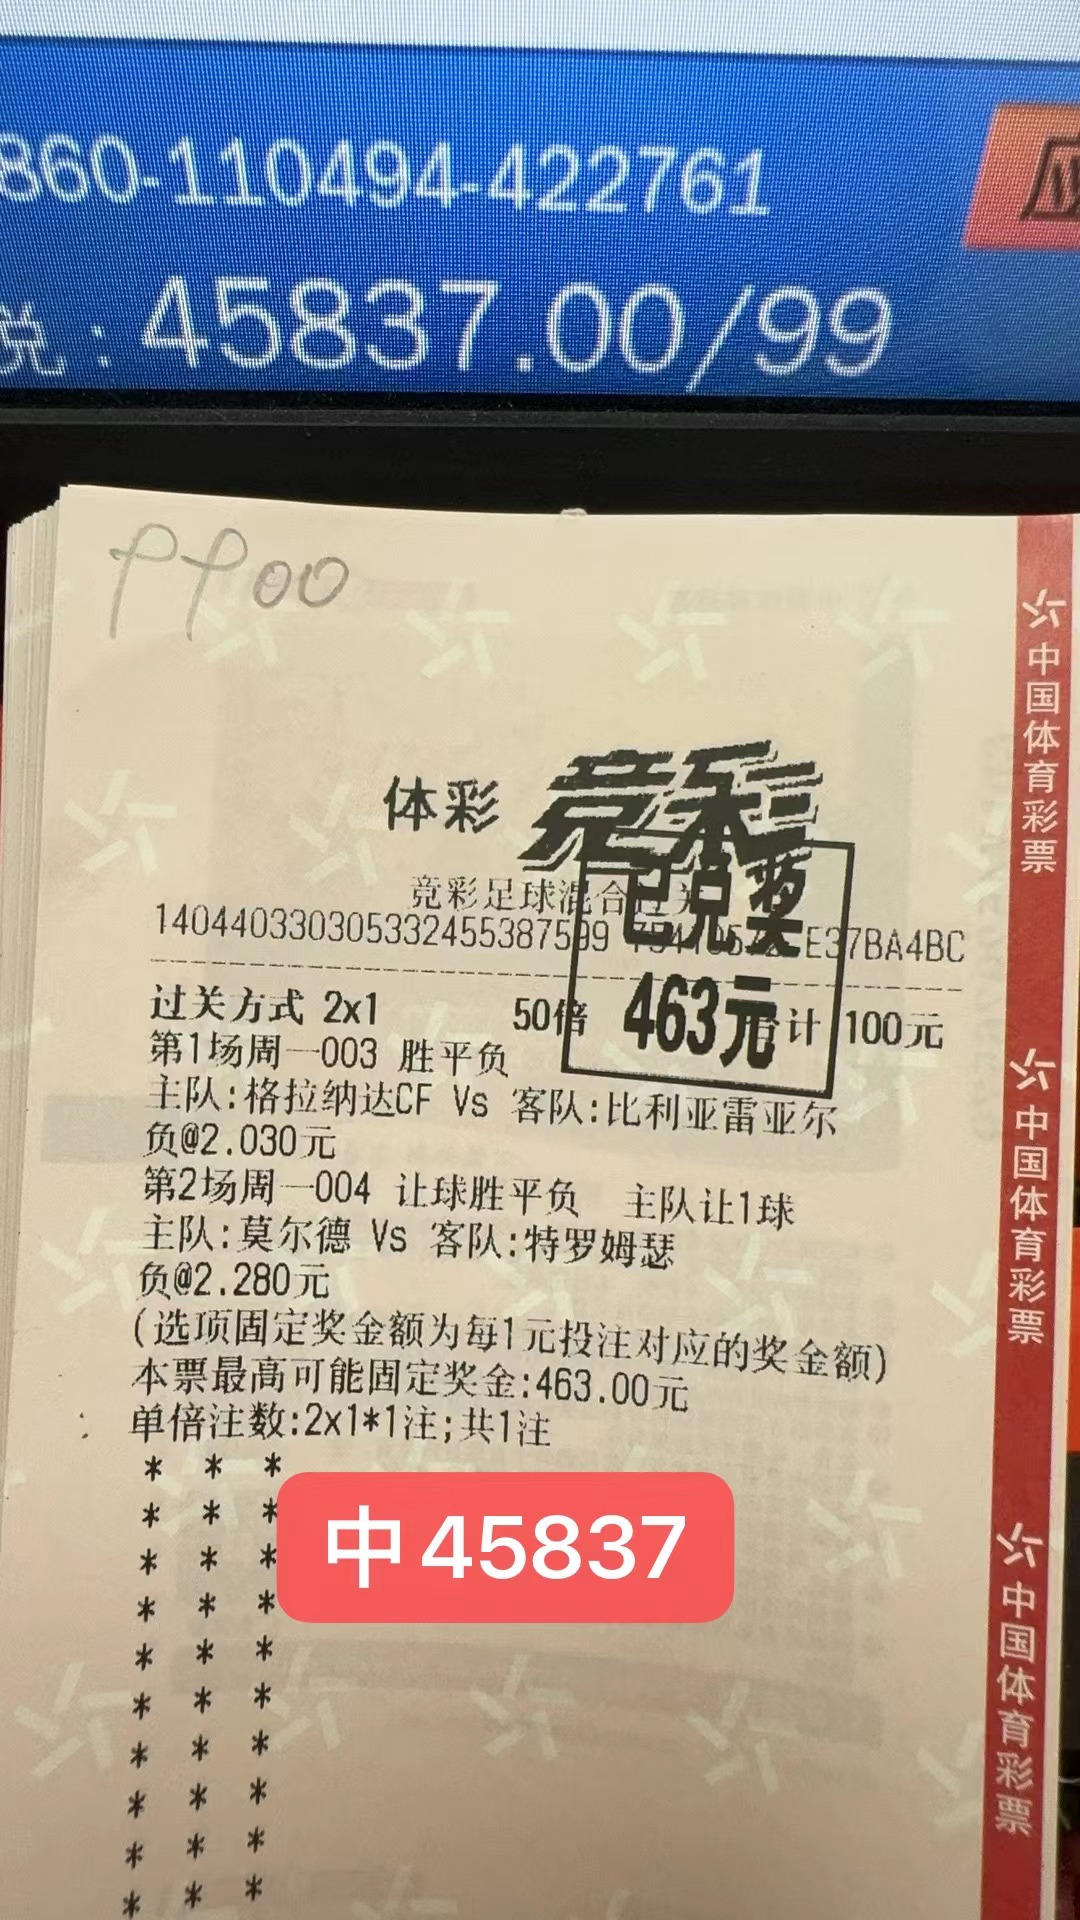 860-110494-422761
应
兑：45837.00/99
9900
体彩 竞彩
竞彩足球混合过关
已兑奖
463元
过关方式 2x1 50倍 合计 100元
第1场周一003 胜平负
主队:格拉纳达CF Vs 客队:比利亚雷亚尔
负@2.030元
第2场周一004 让球胜平负 主队让1球
主队:莫尔德 Vs 客队:特罗姆瑟
负@2.280元
(选项固定奖金额为每1元投注对应的奖金额)
本票最高可能固定奖金:463.00元
单倍注数:2x1*1注;共1注
* * *
* * *
* * *
* * *
* * *
* * *
* * *
* * *
* * *
* * *
中45837
中国体育彩票
中国体育彩票
中国体育彩票